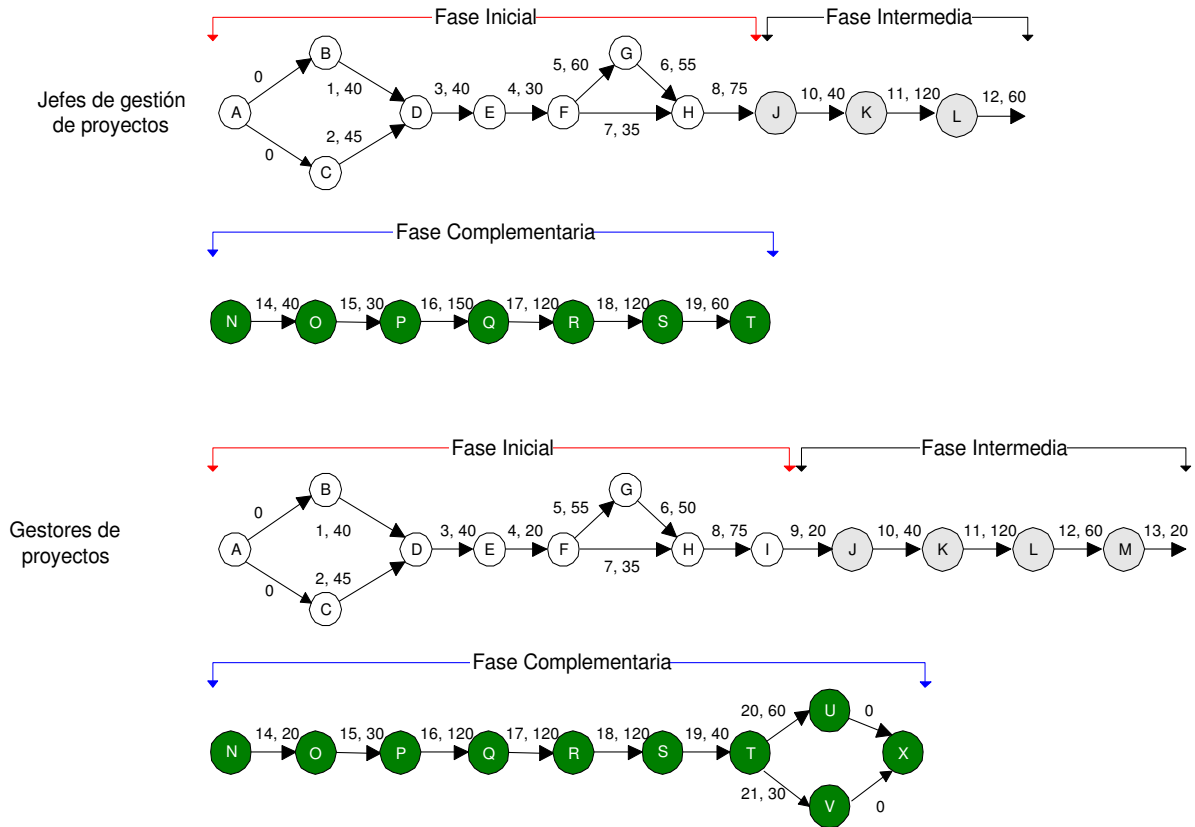 Fase Inicial
Fase Intermedia
Jefes de gestión
de proyectos
A
0
0
B
C
1, 40
2, 45
D
3, 40
E
4, 30
F
5, 60
G
6, 55
7, 35
H
8, 75
J
10, 40
K
11, 120
L
12, 60
Fase Complementaria
N
14, 40
O
15, 30
P
16, 150
Q
17, 120
R
18, 120
S
19, 60
T
Fase Inicial
Fase Intermedia
Gestores de
proyectos
A
0
0
B
C
1, 40
2, 45
D
3, 40
E
4, 20
F
5, 55
G
6, 50
7, 35
H
8, 75
I
9, 20
J
10, 40
K
11, 120
L
12, 60
M
13, 20
Fase Complementaria
N
14, 20
O
15, 30
P
16, 120
Q
17, 120
R
18, 120
S
19, 40
T
20, 60
21, 30
U
V
0
0
X